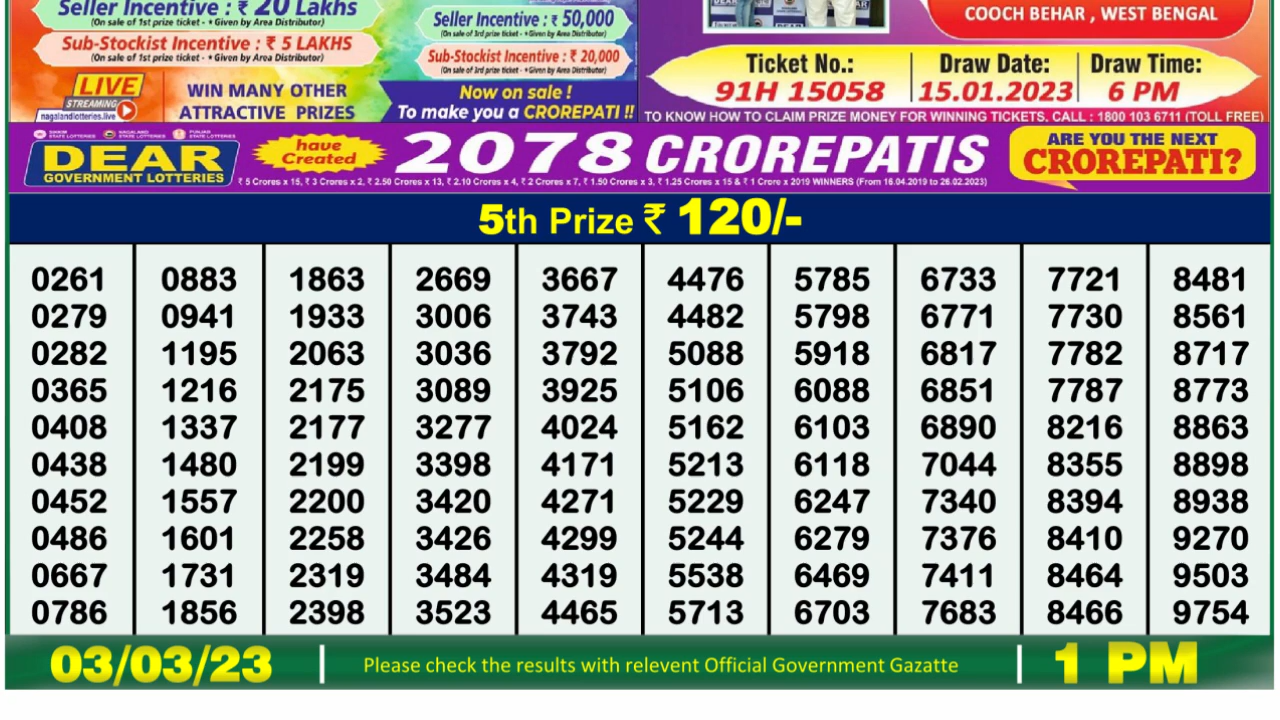 Seller Incentive : ₹ 20 Lakhs
(On sale of 1st prize ticket - • Given by Area Distributor)
Sub-Stockist Incentive : ₹ 5 LAKHS
(On sale of 1st prize ticket - • Given by Area Distributor)
Seller Incentive : ₹ 50,000
(On sale of 3rd prize ticket - • Given by Area Distributor)
Sub-Stockist Incentive : ₹ 20,000
(On sale of 3rd prize ticket - • Given by Area Distributor)
LIVE
STREAMING
nagalandlotteries.live
WIN MANY OTHER
ATTRACTIVE PRIZES
Now on sale !
To make you a CROREPATI !!
COOCH BEHAR , WEST BENGAL
Ticket No.: Draw Date: Draw Time:
91H 15058 15.01.2023 6 PM
TO KNOW HOW TO CLAIM PRIZE MONEY FOR WINNING TICKETS, CALL : 1800 103 6711 (TOLL FREE)
SIKKIM STATE LOTTERIES NAGALAND STATE LOTTERIES PUNJAB STATE LOTTERIES
DEAR
GOVERNMENT LOTTERIES
have
Created
2078 CROREPATIS
₹ 5 Crores x 15, ₹ 3 Crores x 2, ₹ 2.50 Crores x 13, ₹ 2.10 Crores x 4, ₹ 2 Crores x 7, ₹ 1.50 Crores x 3, ₹ 1.25 Crores x 15 & ₹ 1 Crore x 2019 WINNERS (From 16.04.2019 to 26.02.2023)
ARE YOU THE NEXT
CROREPATI?
5th Prize ₹ 120/-
0261 0883 1863 2669 3667 4476 5785 6733 7721 8481
0279 0941 1933 3006 3743 4482 5798 6771 7730 8561
0282 1195 2063 3036 3792 5088 5918 6817 7782 8717
0365 1216 2175 3089 3925 5106 6088 6851 7787 8773
0408 1337 2177 3277 4024 5162 6103 6890 8216 8863
0438 1480 2199 3398 4171 5213 6118 7044 8355 8898
0452 1557 2200 3420 4271 5229 6247 7340 8394 8938
0486 1601 2258 3426 4299 5244 6279 7376 8410 9270
0667 1731 2319 3484 4319 5538 6469 7411 8464 9503
0786 1856 2398 3523 4465 5713 6703 7683 8466 9754
03/03/23 Please check the results with relevent Official Government Gazatte 1 PM